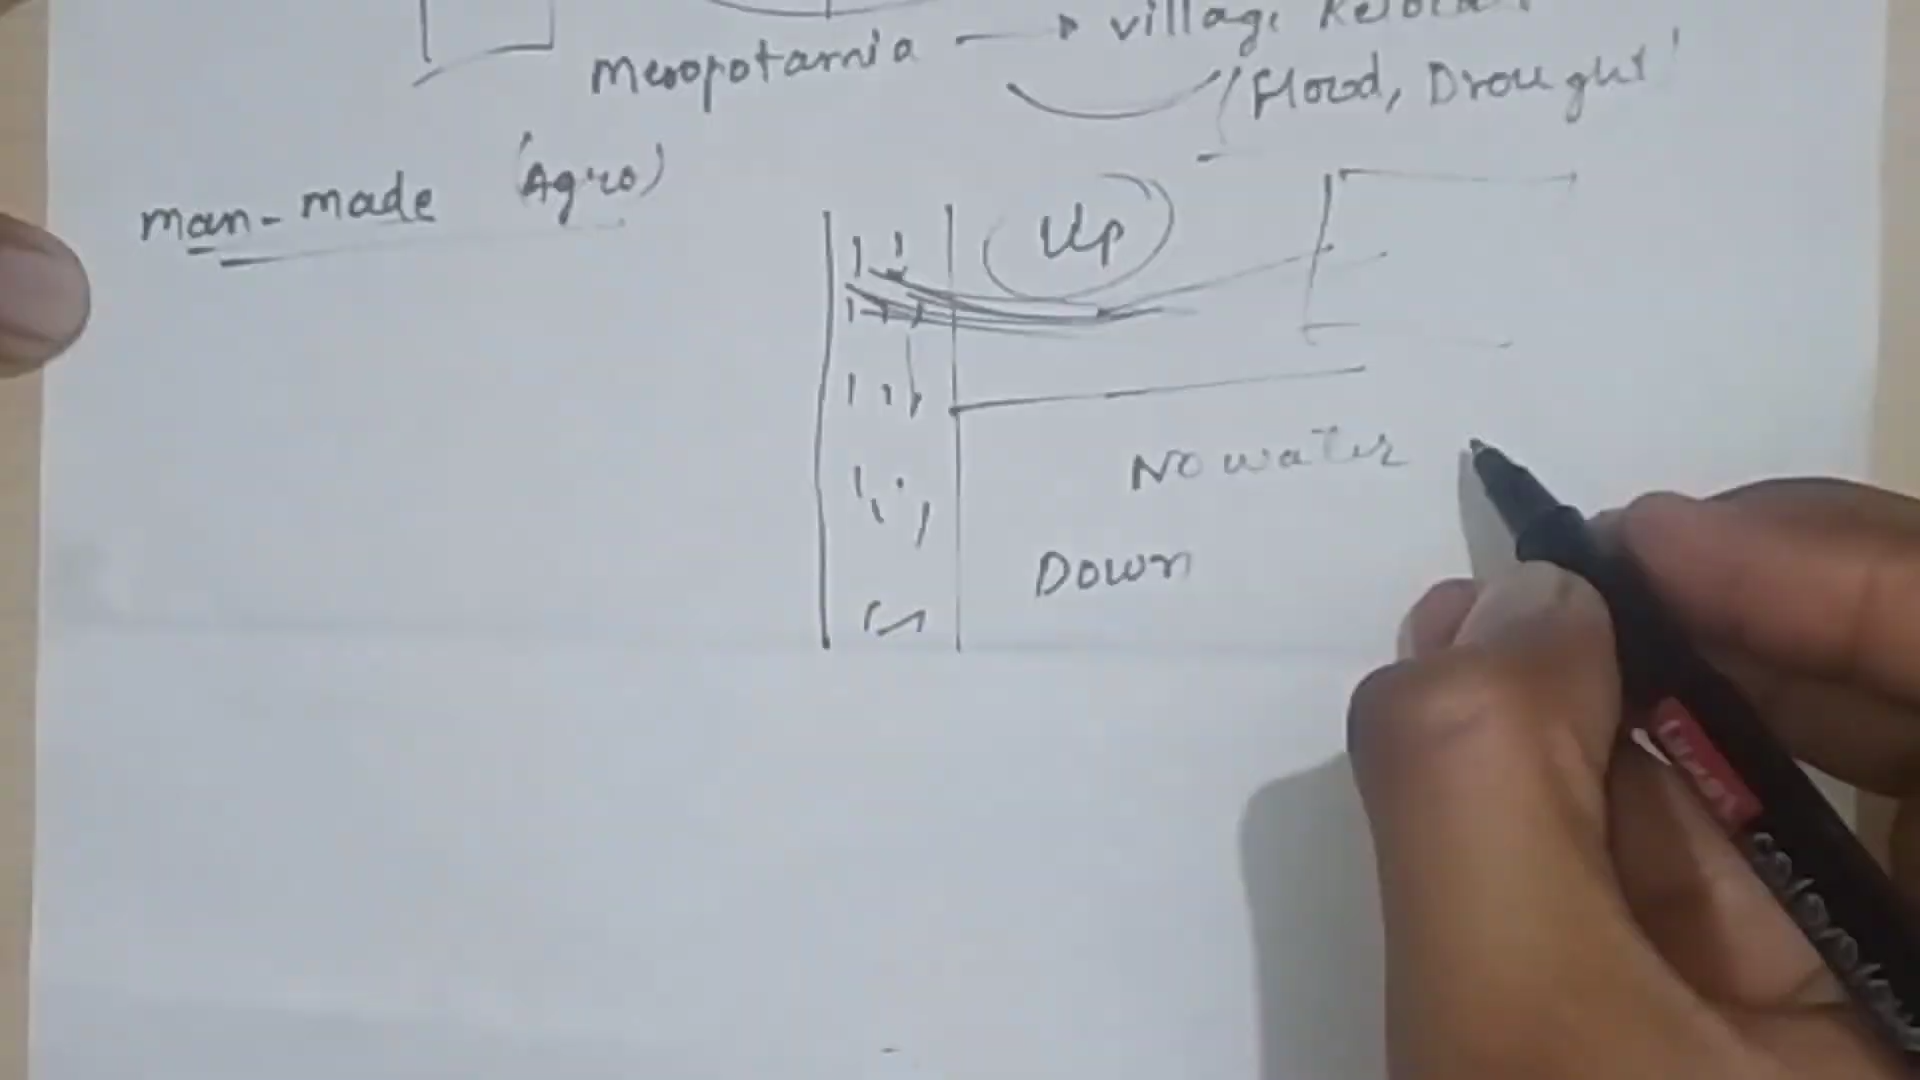 Mesopotamia → village
Flood, Drought
man-made (Agro)
Up
No water
Down